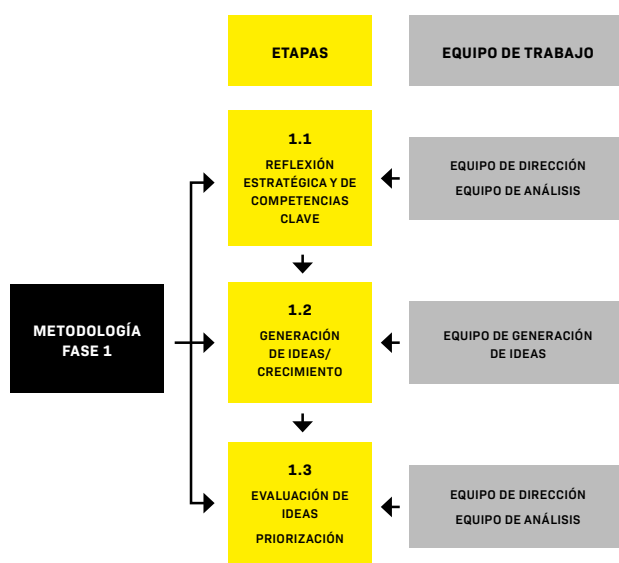 ETAPAS
EQUIPO DE TRABAJO
1.1
REFLEXIÓN
ESTRATÉGICA Y DE
COMPETENCIAS
CLAVE
EQUIPO DE DIRECCIÓN
EQUIPO DE ANÁLISIS
METODOLOGÍA
FASE 1
1.2
GENERACIÓN
DE IDEAS/
CRECIMIENTO
EQUIPO DE GENERACIÓN
DE IDEAS
1.3
EVALUACIÓN DE
IDEAS
PRIORIZACIÓN
EQUIPO DE DIRECCIÓN
EQUIPO DE ANÁLISIS